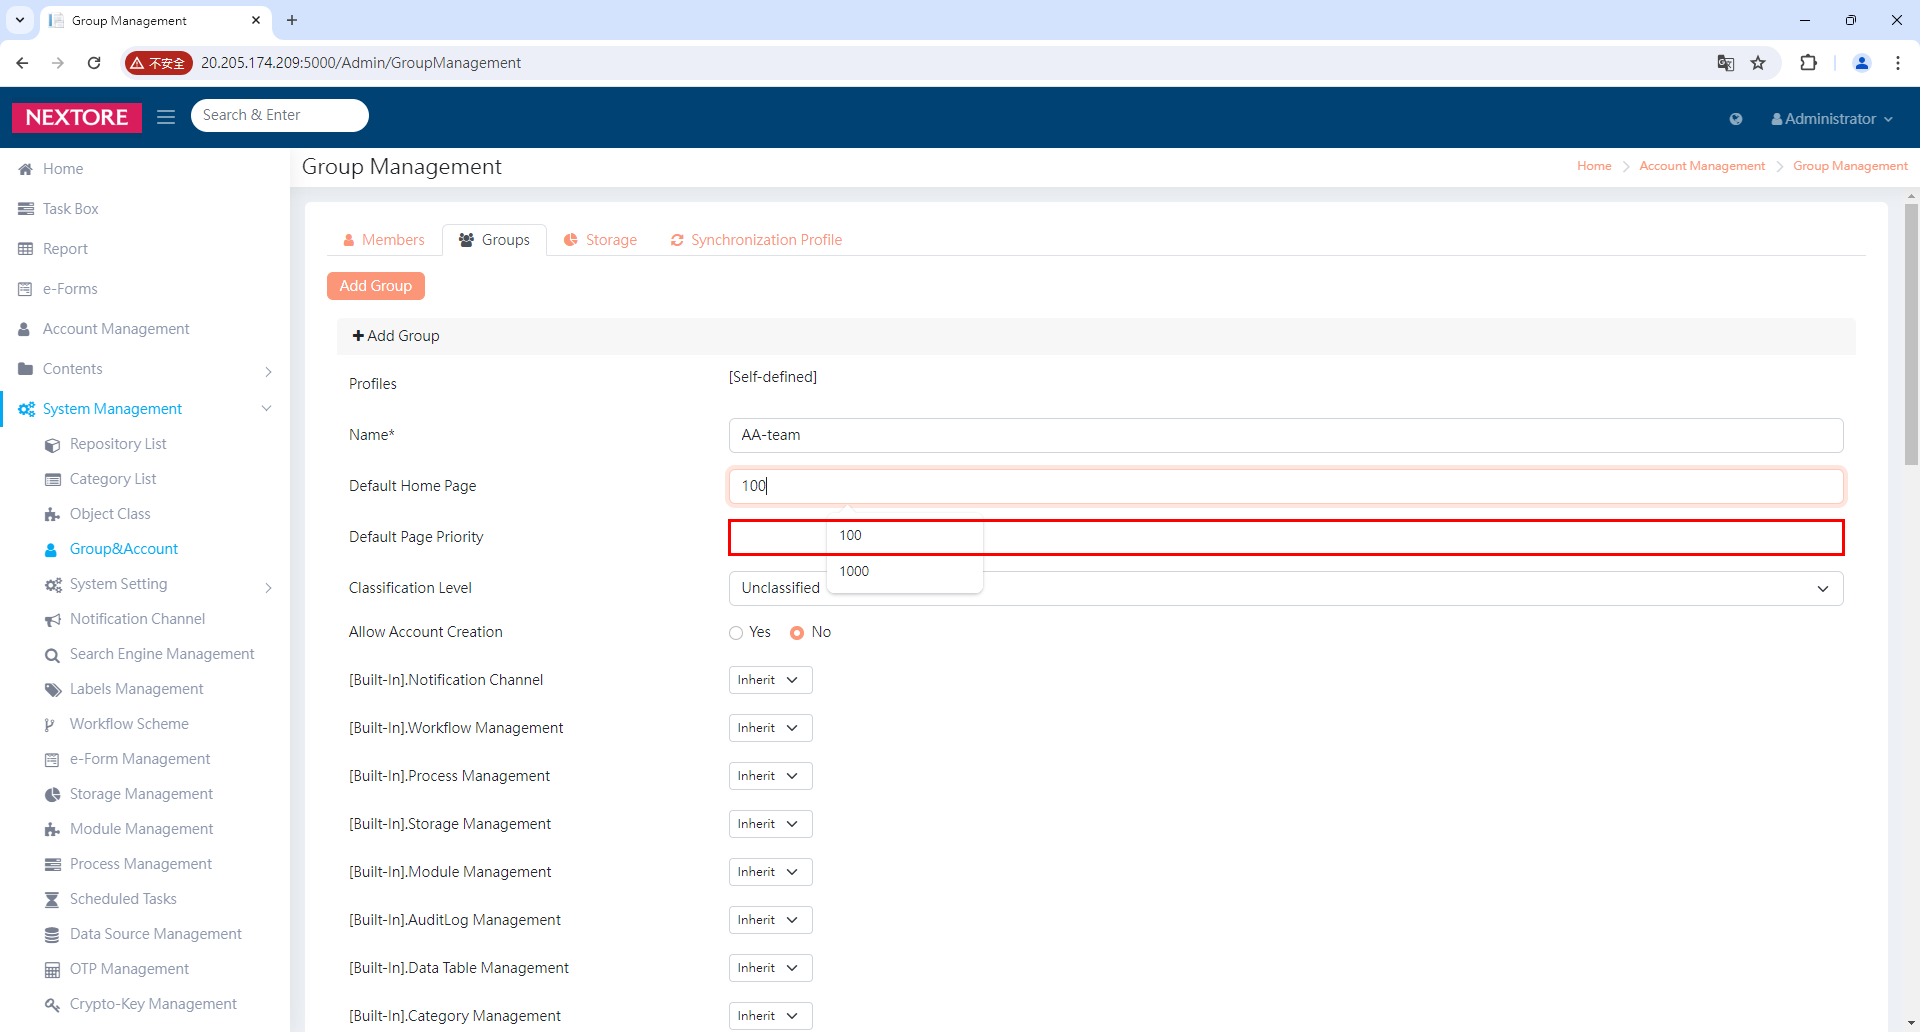 Group Management
不安全
20.205.174.209:5000/Admin/GroupManagement
NEXTORE
Search & Enter
Administrator
Home
Task Box
Report
e-Forms
Account Management
Contents
System Management
Repository List
Category List
Object Class
Group&Account
System Setting
Notification Channel
Search Engine Management
Labels Management
Workflow Scheme
e-Form Management
Storage Management
Module Management
Process Management
Scheduled Tasks
Data Source Management
OTP Management
Crypto-Key Management
Group Management
Home Account Management Group Management
Members Groups Storage Synchronization Profile
Add Group
Add Group
Profiles [Self-defined]
Name* AA-team
Default Home Page 100
Default Page Priority
100
1000
Classification Level Unclassified
Allow Account Creation Yes No
[Built-In].Notification Channel Inherit
[Built-In].Workflow Management Inherit
[Built-In].Process Management Inherit
[Built-In].Storage Management Inherit
[Built-In].Module Management Inherit
[Built-In].AuditLog Management Inherit
[Built-In].Data Table Management Inherit
[Built-In].Category Management Inherit